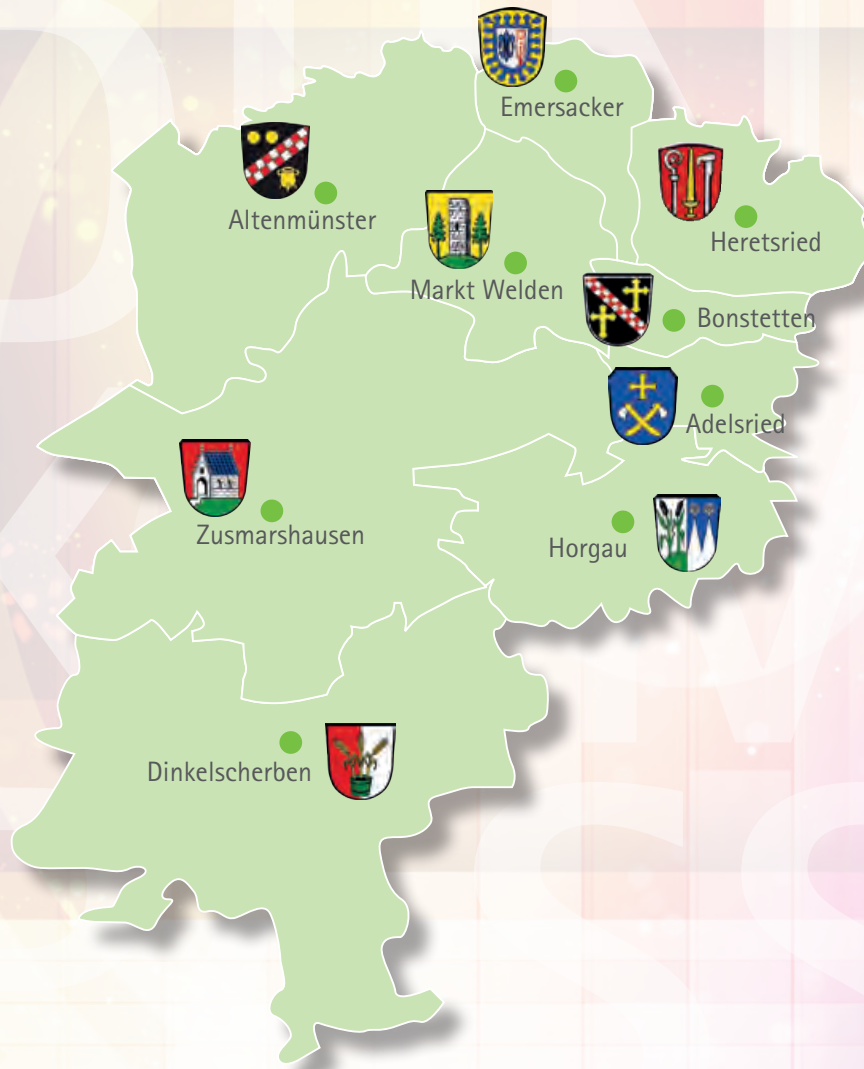 Emersacker
Altenmünster
Heretsried
Markt Welden
Bonstetten
Adelsried
Zusmarshausen
Horgau
Dinkelscherben